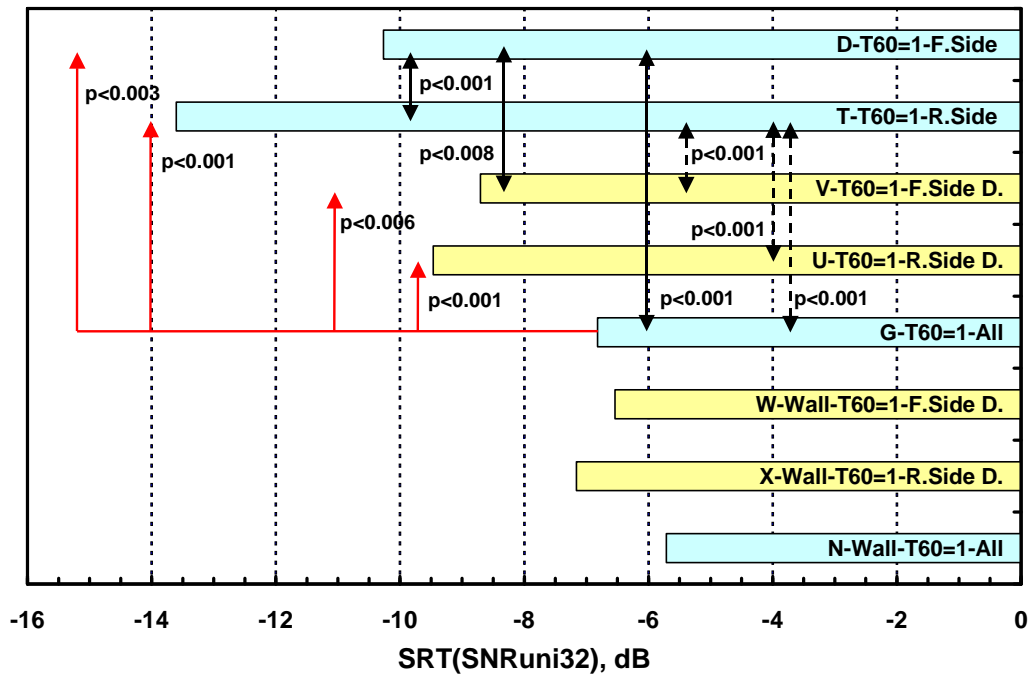 D-T60=1-F.Side
p<0.003
p<0.001
T-T60=1-R.Side
p<0.001
p<0.008
p<0.001
V-T60=1-F.Side D.
p<0.006
p<0.001
U-T60=1-R.Side D.
p<0.001
p<0.001
p<0.001
G-T60=1-All
W-Wall-T60=1-F.Side D.
X-Wall-T60=1-R.Side D.
N-Wall-T60=1-All
-16 -14 -12 -10 -8 -6 -4 -2 0
SRT(SNRuni32), dB